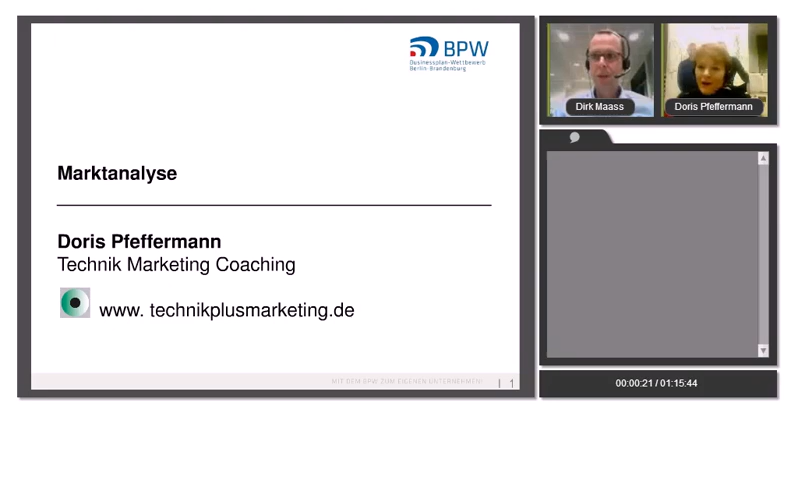 BPW
Businessplan-Wettbewerb
Berlin-Brandenburg
Marktanalyse
Doris Pfeffermann
Technik Marketing Coaching
www. technikplusmarketing.de
MIT DEM BPW ZUM EIGENEN UNTERNEHMEN!
| 1
Dirk Maass
Doris Pfeffermann
00:00:21 / 01:15:44